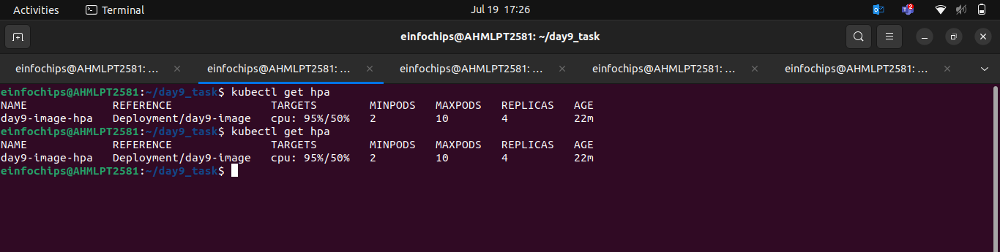 Activities Terminal Jul 19 17:26 2
einfochips@AHMLPT2581: ~/day9_task
einfochips@AHMLPT2581: ... einfochips@AHMLPT2581: ... einfochips@AHMLPT2581: ... einfochips@AHMLPT2581: ... einfochips@AHMLPT2581: ...
einfochips@AHMLPT2581:~/day9_task$ kubectl get hpa
NAME REFERENCE TARGETS MINPODS MAXPODS REPLICAS AGE
day9-image-hpa Deployment/day9-image cpu: 95%/50% 2 10 4 22m
einfochips@AHMLPT2581:~/day9_task$ kubectl get hpa
NAME REFERENCE TARGETS MINPODS MAXPODS REPLICAS AGE
day9-image-hpa Deployment/day9-image cpu: 95%/50% 2 10 4 22m
einfochips@AHMLPT2581:~/day9_task$